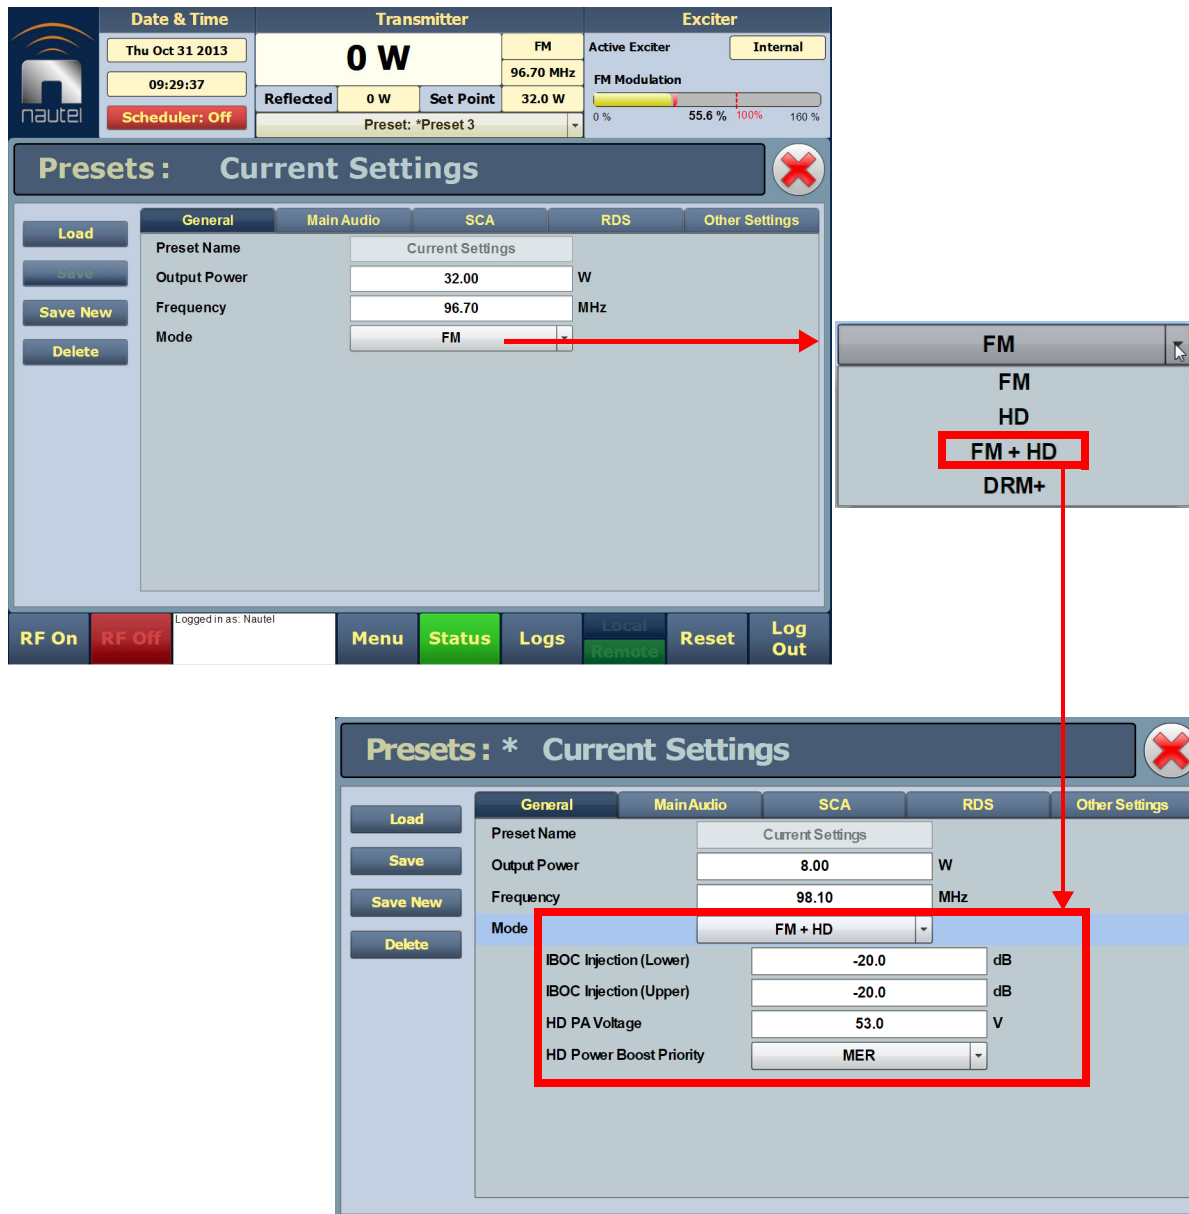 Date & Time Transmitter Exciter
nautel
Thu Oct 31 2013
09:29:37
Scheduler: Off
0 W
FM
96.70 MHz
Reflected 0 W Set Point 32.0 W
Preset: *Preset 3
Active Exciter Internal
FM Modulation
0 % 55.6 % 100% 160 %
Presets: Current Settings
Load
Save
Save New
Delete
General Main Audio SCA RDS Other Settings
Preset Name Current Settings
Output Power 32.00 W
Frequency 96.70 MHz
Mode FM
RF On RF Off Logged in as: Nautel Menu Status Logs Local Remote Reset Log Out
FM
FM
HD
FM + HD
DRM+
Presets: * Current Settings
Load
Save
Save New
Delete
General Main Audio SCA RDS Other Settings
Preset Name Current Settings
Output Power 8.00 W
Frequency 98.10 MHz
Mode FM + HD
IBOC Injection (Lower) -20.0 dB
IBOC Injection (Upper) -20.0 dB
HD PA Voltage 53.0 V
HD Power Boost Priority MER